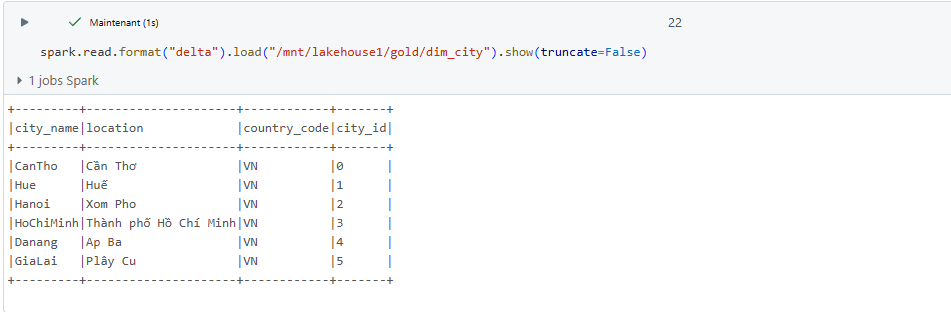 Maintenant (1s)
22
spark.read.format("delta").load("/mnt/lakehouse1/gold/dim_city").show(truncate=False)
1 jobs Spark
+---------+-------------------+------------+-------+
|city_name|location           |country_code|city_id|
+---------+-------------------+------------+-------+
|CanTho   |Cần Thơ            |VN          |0      |
|Hue      |Huế                |VN          |1      |
|Hanoi    |Xom Pho            |VN          |2      |
|HoChiMinh|Thành phố Hồ Chí Minh|VN          |3      |
|Danang   |Ap Ba              |VN          |4      |
|GiaLai   |Plây Cu            |VN          |5      |
+---------+-------------------+------------+-------+